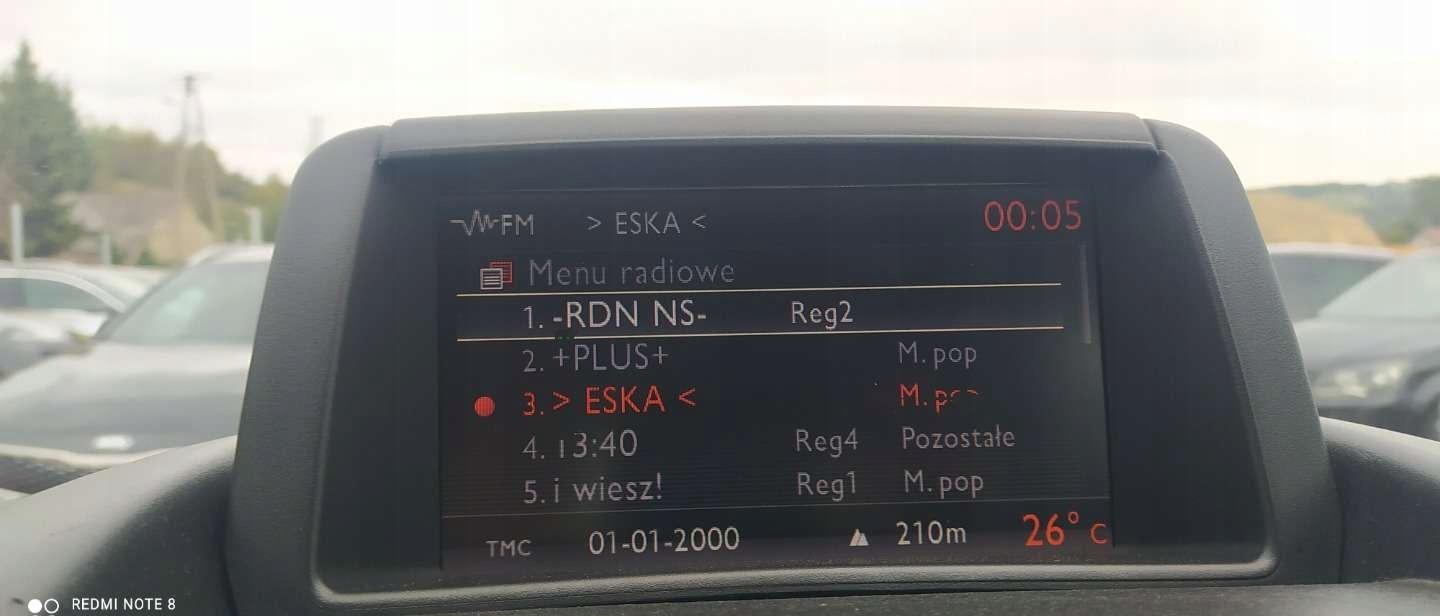 FM > ESKA < 00:05
Menu radiowe
1. -RDN NS- Reg2
2. +PLUS+ M.pop
3. > ESKA <
4. 13:40 Reg4 Pozostałe
5. i wiesz! Reg1 M.pop
TMC 01-01-2000 210m 26° C
REDMI NOTE 8